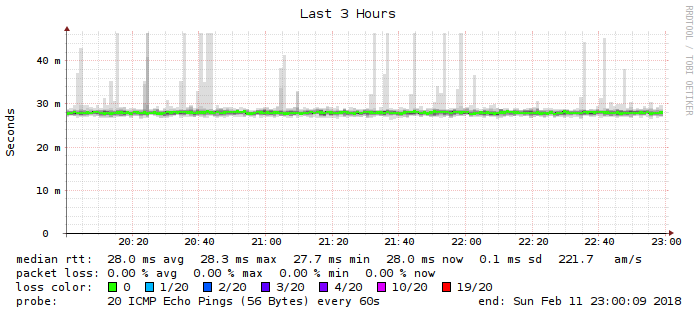 Last 3 Hours
RRDTOOL / TOBI OETIKER
Seconds
40 m
30 m
20 m
10 m
0
20:20 20:40 21:00 21:20 21:40 22:00 22:20 22:40 23:00
median rtt: 28.0 ms avg 28.3 ms max 27.7 ms min 28.0 ms now 0.1 ms sd 221.7 am/s
packet loss: 0.00 % avg 0.00 % max 0.00 % min 0.00 % now
loss color: 0 1/20 2/20 3/20 4/20 10/20 19/20
probe: 20 ICMP Echo Pings (56 Bytes) every 60s end: Sun Feb 11 23:00:09 2018